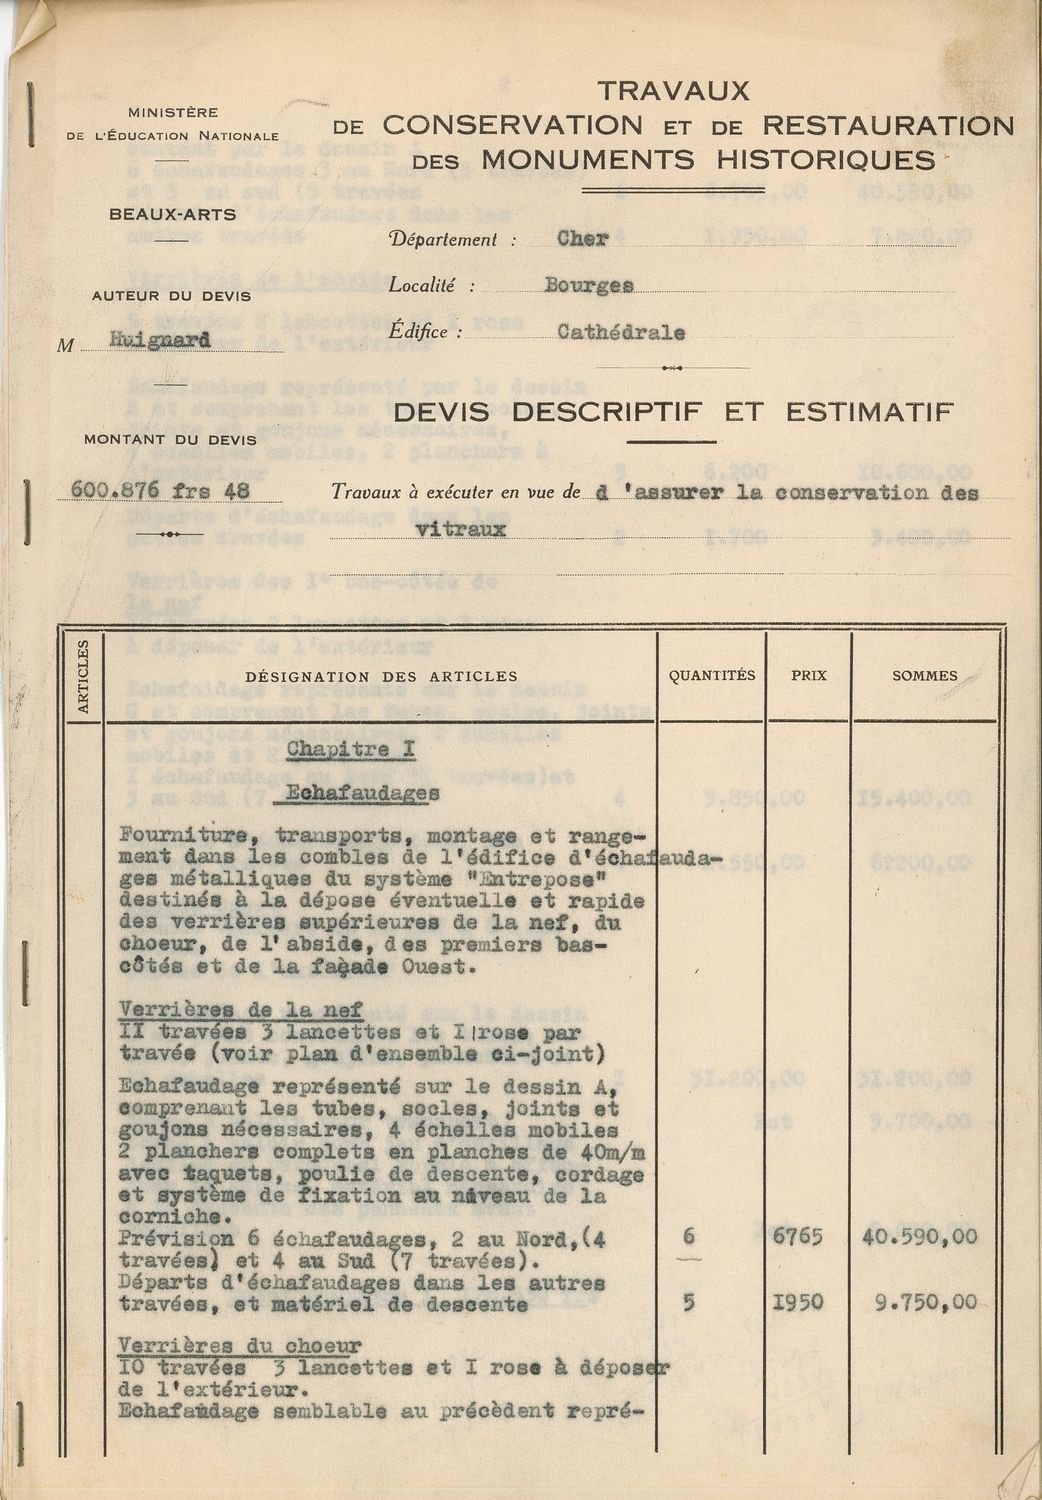 MINISTÈRE
DE L'ÉDUCATION NATIONALE
BEAUX-ARTS
AUTEUR DU DEVIS
M Huignard
MONTANT DU DEVIS
600.876 frs 48
TRAVAUX
DE CONSERVATION ET DE RESTAURATION
DES MONUMENTS HISTORIQUES
Département : Cher
Localité : Bourges
Édifice : Cathédrale
DEVIS DESCRIPTIF ET ESTIMATIF
Travaux à exécuter en vue de d 'assurer la conservation des
vitraux
ARTICLES
DÉSIGNATION DES ARTICLES QUANTITÉS PRIX SOMMES
Chapitre I
Echafaudages
Fourniture, transports, montage et range-
ment dans les combles de l'édifice d'échafauda-
ges métalliques du système "Entrepose"
destinés à la dépose éventuelle et rapide
des verrières supérieures de la nef, du
choeur, de l'abside, des premiers bas-
côtés et de la façade Ouest.
Verrières de la nef
II travées 3 lancettes et I rose par
travée (voir plan d'ensemble ci-joint)
Echafaudage représenté sur le dessin A,
comprenant les tubes, socles, joints et
goujons nécessaires, 4 échelles mobiles
2 planchers complets en planches de 40m/m
avec taquets, poulie de descente, cordage
et système de fixation au niveau de la
corniche.
Prévision 6 échafaudages, 2 au Nord,(4 6 6765 40.590,00
travées) et 4 au Sud (7 travées).
Départs d'échafaudages dans les autres
travées, et matériel de descente 5 I950 9.750,00
Verrières du choeur
IO travées 3 lancettes et I rose à déposer
de l'extérieur.
Echafaudage semblable au précèdent repré-